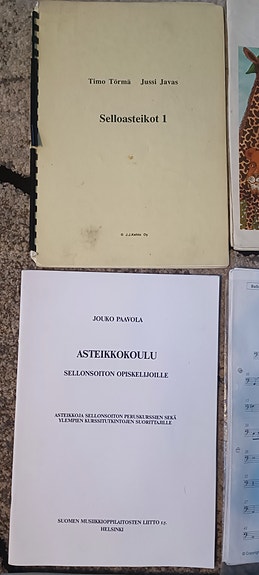 Timo Törmä   Jussi Javas
Selloasteikot 1
JOUKO PAAVOLA
ASTEIKKOKOULU
SELLONSOITON OPISKELIJOILLE
ASTEIKKOJA SELLONSOITON PERUSKURSSIEN SEKÄ
YLEMPIEN KURSSITUTKINTOJEN SUORITTAJILLE
SUOMEN MUSIIKKIOPPILAITOSTEN LIITTO r.y.
HELSINKI